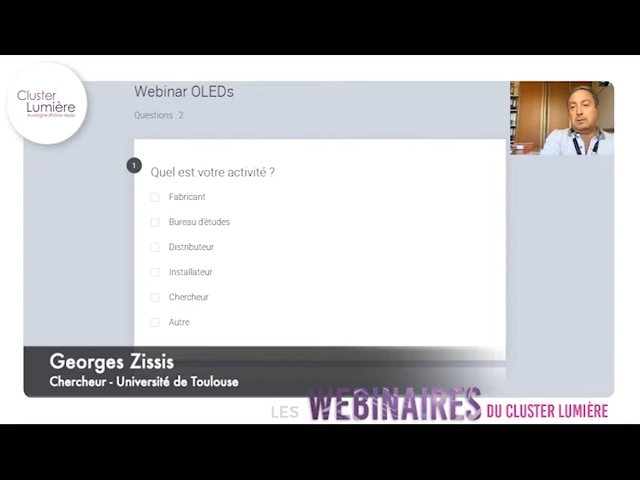 Cluster
Lumière
Auvergne-Rhône-Alpes
Webinar OLEDs
Questions : 2
1
Quel est votre activité ?
Fabricant
Bureau d'études
Distributeur
Installateur
Chercheur
Autre
Georges Zissis
Chercheur - Université de Toulouse
LES WEBINAIRES DU CLUSTER LUMIÈRE